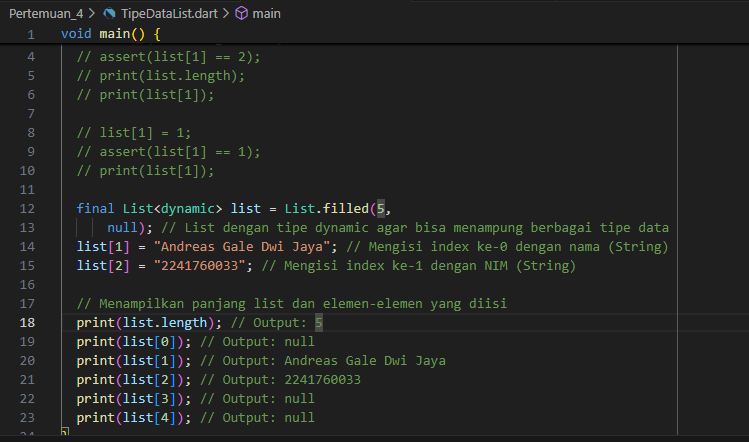 Pertemuan_4 > TipeDataList.dart > main
1 void main() {
4 // assert(list[1] == 2);
5 // print(list.length);
6 // print(list[1]);
7
8 // list[1] = 1;
9 // assert(list[1] == 1);
10 // print(list[1]);
11
12 final List<dynamic> list = List.filled(5,
13 null); // List dengan tipe dynamic agar bisa menampung berbagai tipe data
14 list[1] = "Andreas Gale Dwi Jaya"; // Mengisi index ke-0 dengan nama (String)
15 list[2] = "2241760033"; // Mengisi index ke-1 dengan NIM (String)
16
17 // Menampilkan panjang list dan elemen-elemen yang diisi
18 print(list.length); // Output: 5
19 print(list[0]); // Output: null
20 print(list[1]); // Output: Andreas Gale Dwi Jaya
21 print(list[2]); // Output: 2241760033
22 print(list[3]); // Output: null
23 print(list[4]); // Output: null
24 }